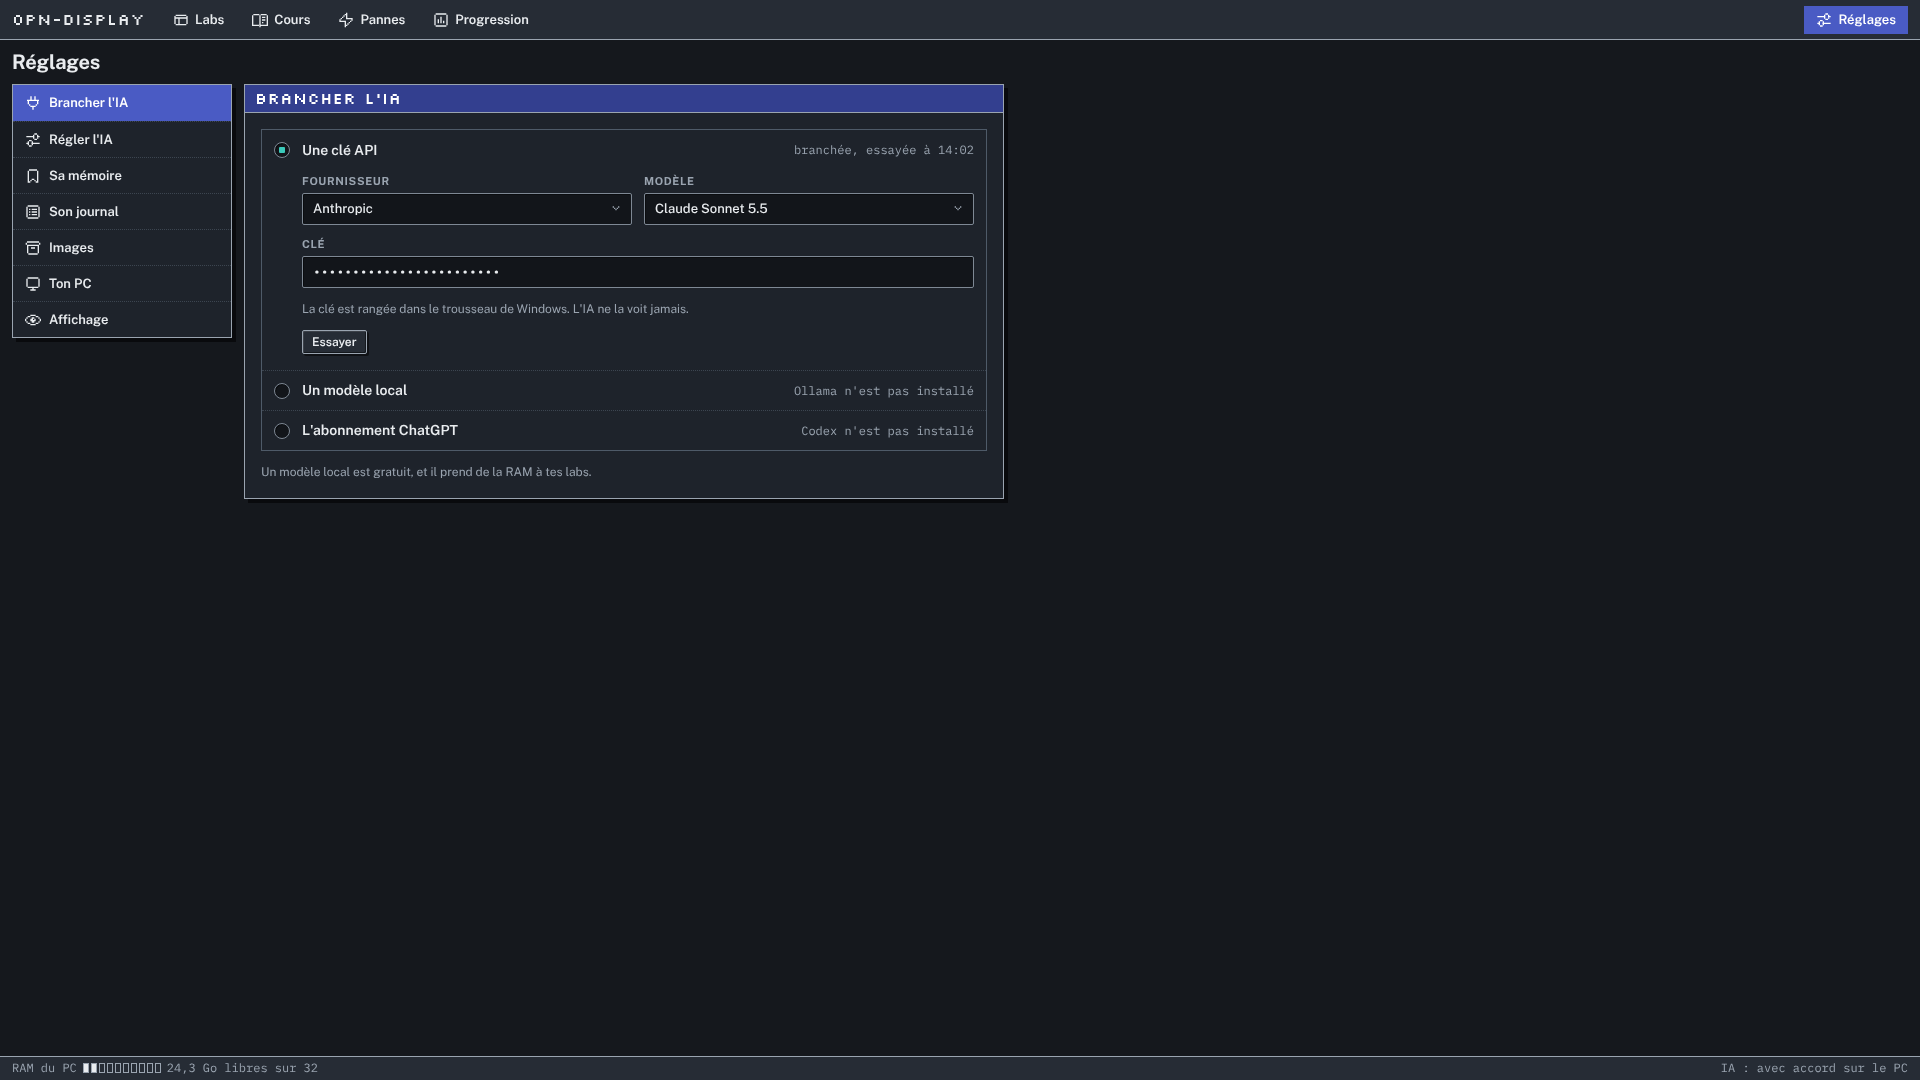 OPN-DISPLAY Labs Cours Pannes Progression Réglages
Réglages
Brancher l'IA
Régler l'IA
Sa mémoire
Son journal
Images
Ton PC
Affichage
BRANCHER L'IA
Une clé API branchée, essayée à 14:02
FOURNISSEUR MODÈLE
Anthropic Claude Sonnet 5.5
CLÉ
••••••••••••••••••••••••
La clé est rangée dans le trousseau de Windows. L'IA ne la voit jamais.
Essayer
Un modèle local Ollama n'est pas installé
L'abonnement ChatGPT Codex n'est pas installé
Un modèle local est gratuit, et il prend de la RAM à tes labs.
RAM du PC 24,3 Go libres sur 32 IA : avec accord sur le PC